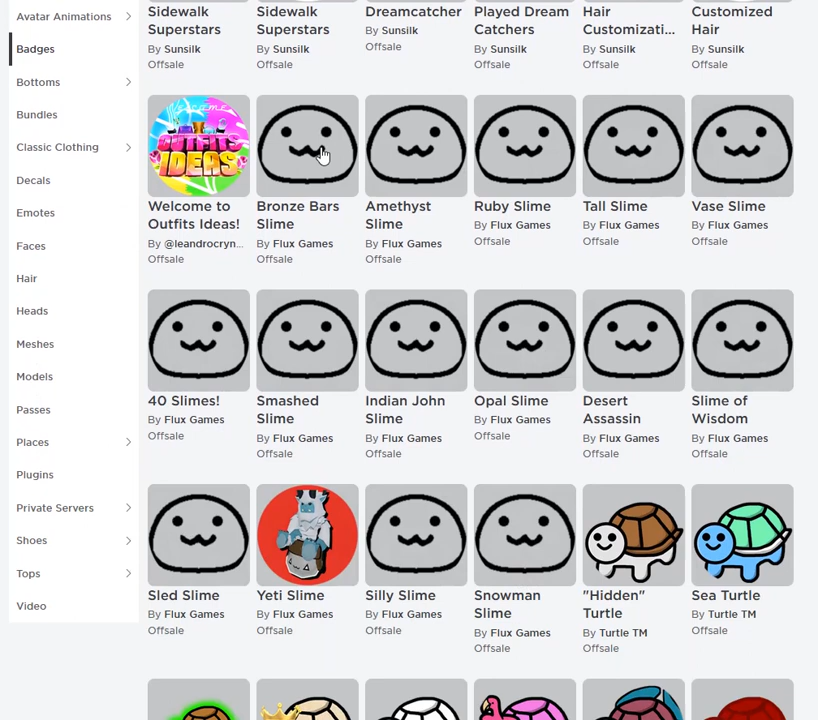 Avatar Animations
Badges
Bottoms
Bundles
Classic Clothing
Decals
Emotes
Faces
Hair
Heads
Meshes
Models
Passes
Places
Plugins
Private Servers
Shoes
Tops
Video
Sidewalk
Superstars
By Sunsilk
Offsale
Sidewalk
Superstars
By Sunsilk
Offsale
Dreamcatcher
By Sunsilk
Offsale
Played Dream
Catchers
By Sunsilk
Offsale
Hair
Customizati...
By Sunsilk
Offsale
Customized
Hair
By Sunsilk
Offsale
WELCOME
OUTFITS
IDEAS
Welcome to
Outfits Ideas!
By @leandrocryn...
Offsale
Bronze Bars
Slime
By Flux Games
Offsale
Amethyst
Slime
By Flux Games
Offsale
Ruby Slime
By Flux Games
Offsale
Tall Slime
By Flux Games
Offsale
Vase Slime
By Flux Games
Offsale
40 Slimes!
By Flux Games
Offsale
Smashed
Slime
By Flux Games
Offsale
Indian John
Slime
By Flux Games
Offsale
Opal Slime
By Flux Games
Offsale
Desert
Assassin
By Flux Games
Offsale
Slime of
Wisdom
By Flux Games
Offsale
Sled Slime
By Flux Games
Offsale
Yeti Slime
By Flux Games
Offsale
Silly Slime
By Flux Games
Offsale
Snowman
Slime
By Flux Games
Offsale
"Hidden"
Turtle
By Turtle TM
Offsale
Sea Turtle
By Turtle TM
Offsale